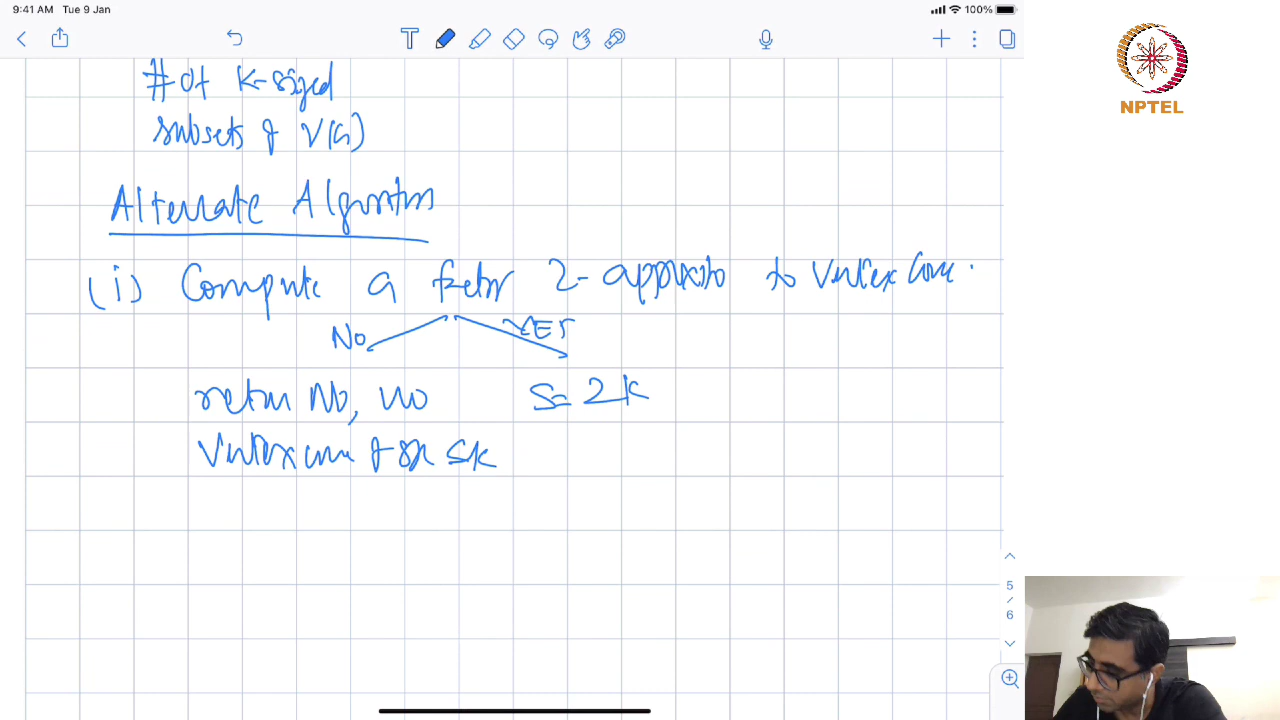 9:41 AM Tue 9 Jan
100%
NPTEL
# of k-sized
subsets of V(G)
Alternate Algorithm
(i) Compute a factor 2-approx to Vertex Cover.
No YES
return No, no S = 2k
Vertex cover of size ≤k
5
/
6